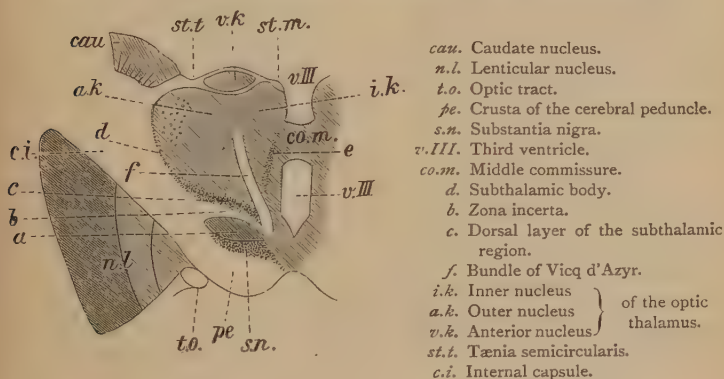 st.t v.k st.m.
cau
v.III
a.k i.k.
d co.m.
c.i. f e
c
v.III
b
a
n.l
t.o. pe s.n.
cau. Caudate nucleus.
n.l. Lenticular nucleus.
t.o. Optic tract.
pe. Crusta of the cerebral peduncle.
s.n. Substantia nigra.
v.III. Third ventricle.
co.m. Middle commissure.
d. Subthalamic body.
b. Zona incerta.
c. Dorsal layer of the subthalamic
region.
f. Bundle of Vicq d'Azyr.
i.k. Inner nucleus
a.k. Outer nucleus
v.k. Anterior nucleus
of the optic
thalamus.
st.t. Tænia semicircularis.
c.i. Internal capsule.